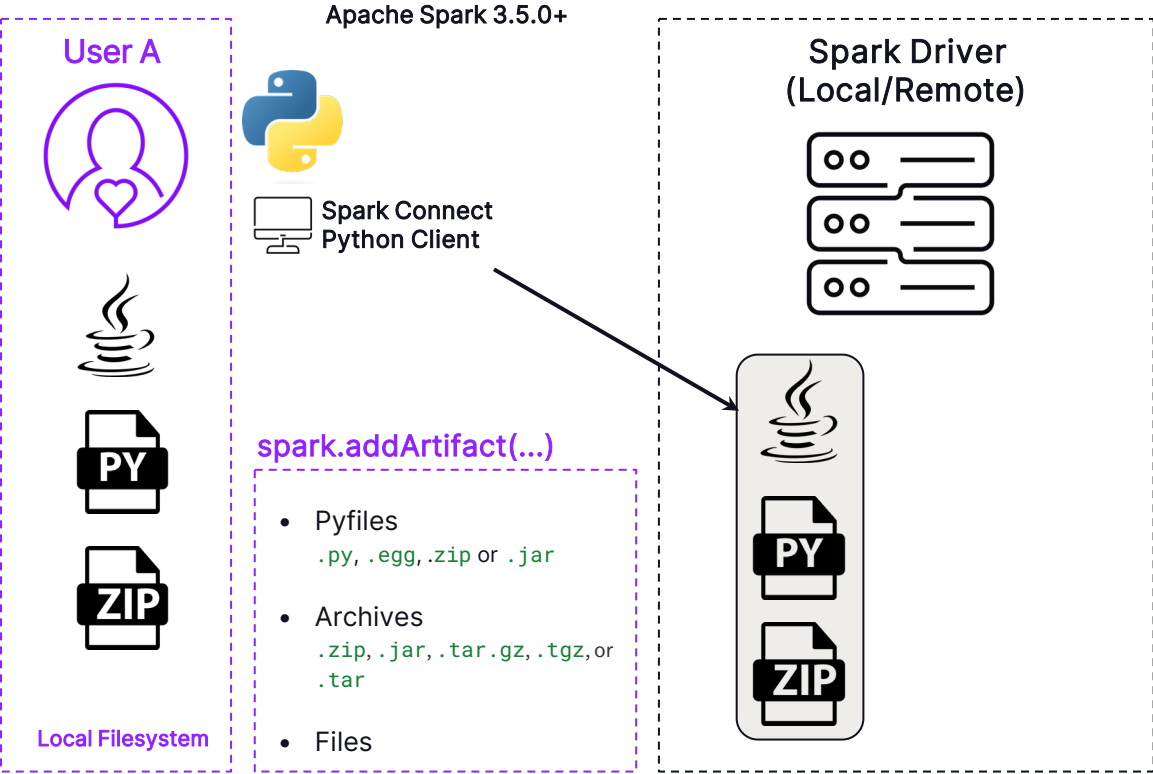 Apache Spark 3.5.0+
User A
PY
ZIP
Local Filesystem
Spark Connect
Python Client
spark.addArtifact(...)
• Pyfiles
.py, .egg, .zip or .jar
• Archives
.zip, .jar, .tar.gz, .tgz, or
.tar
• Files
Spark Driver
(Local/Remote)
PY
ZIP